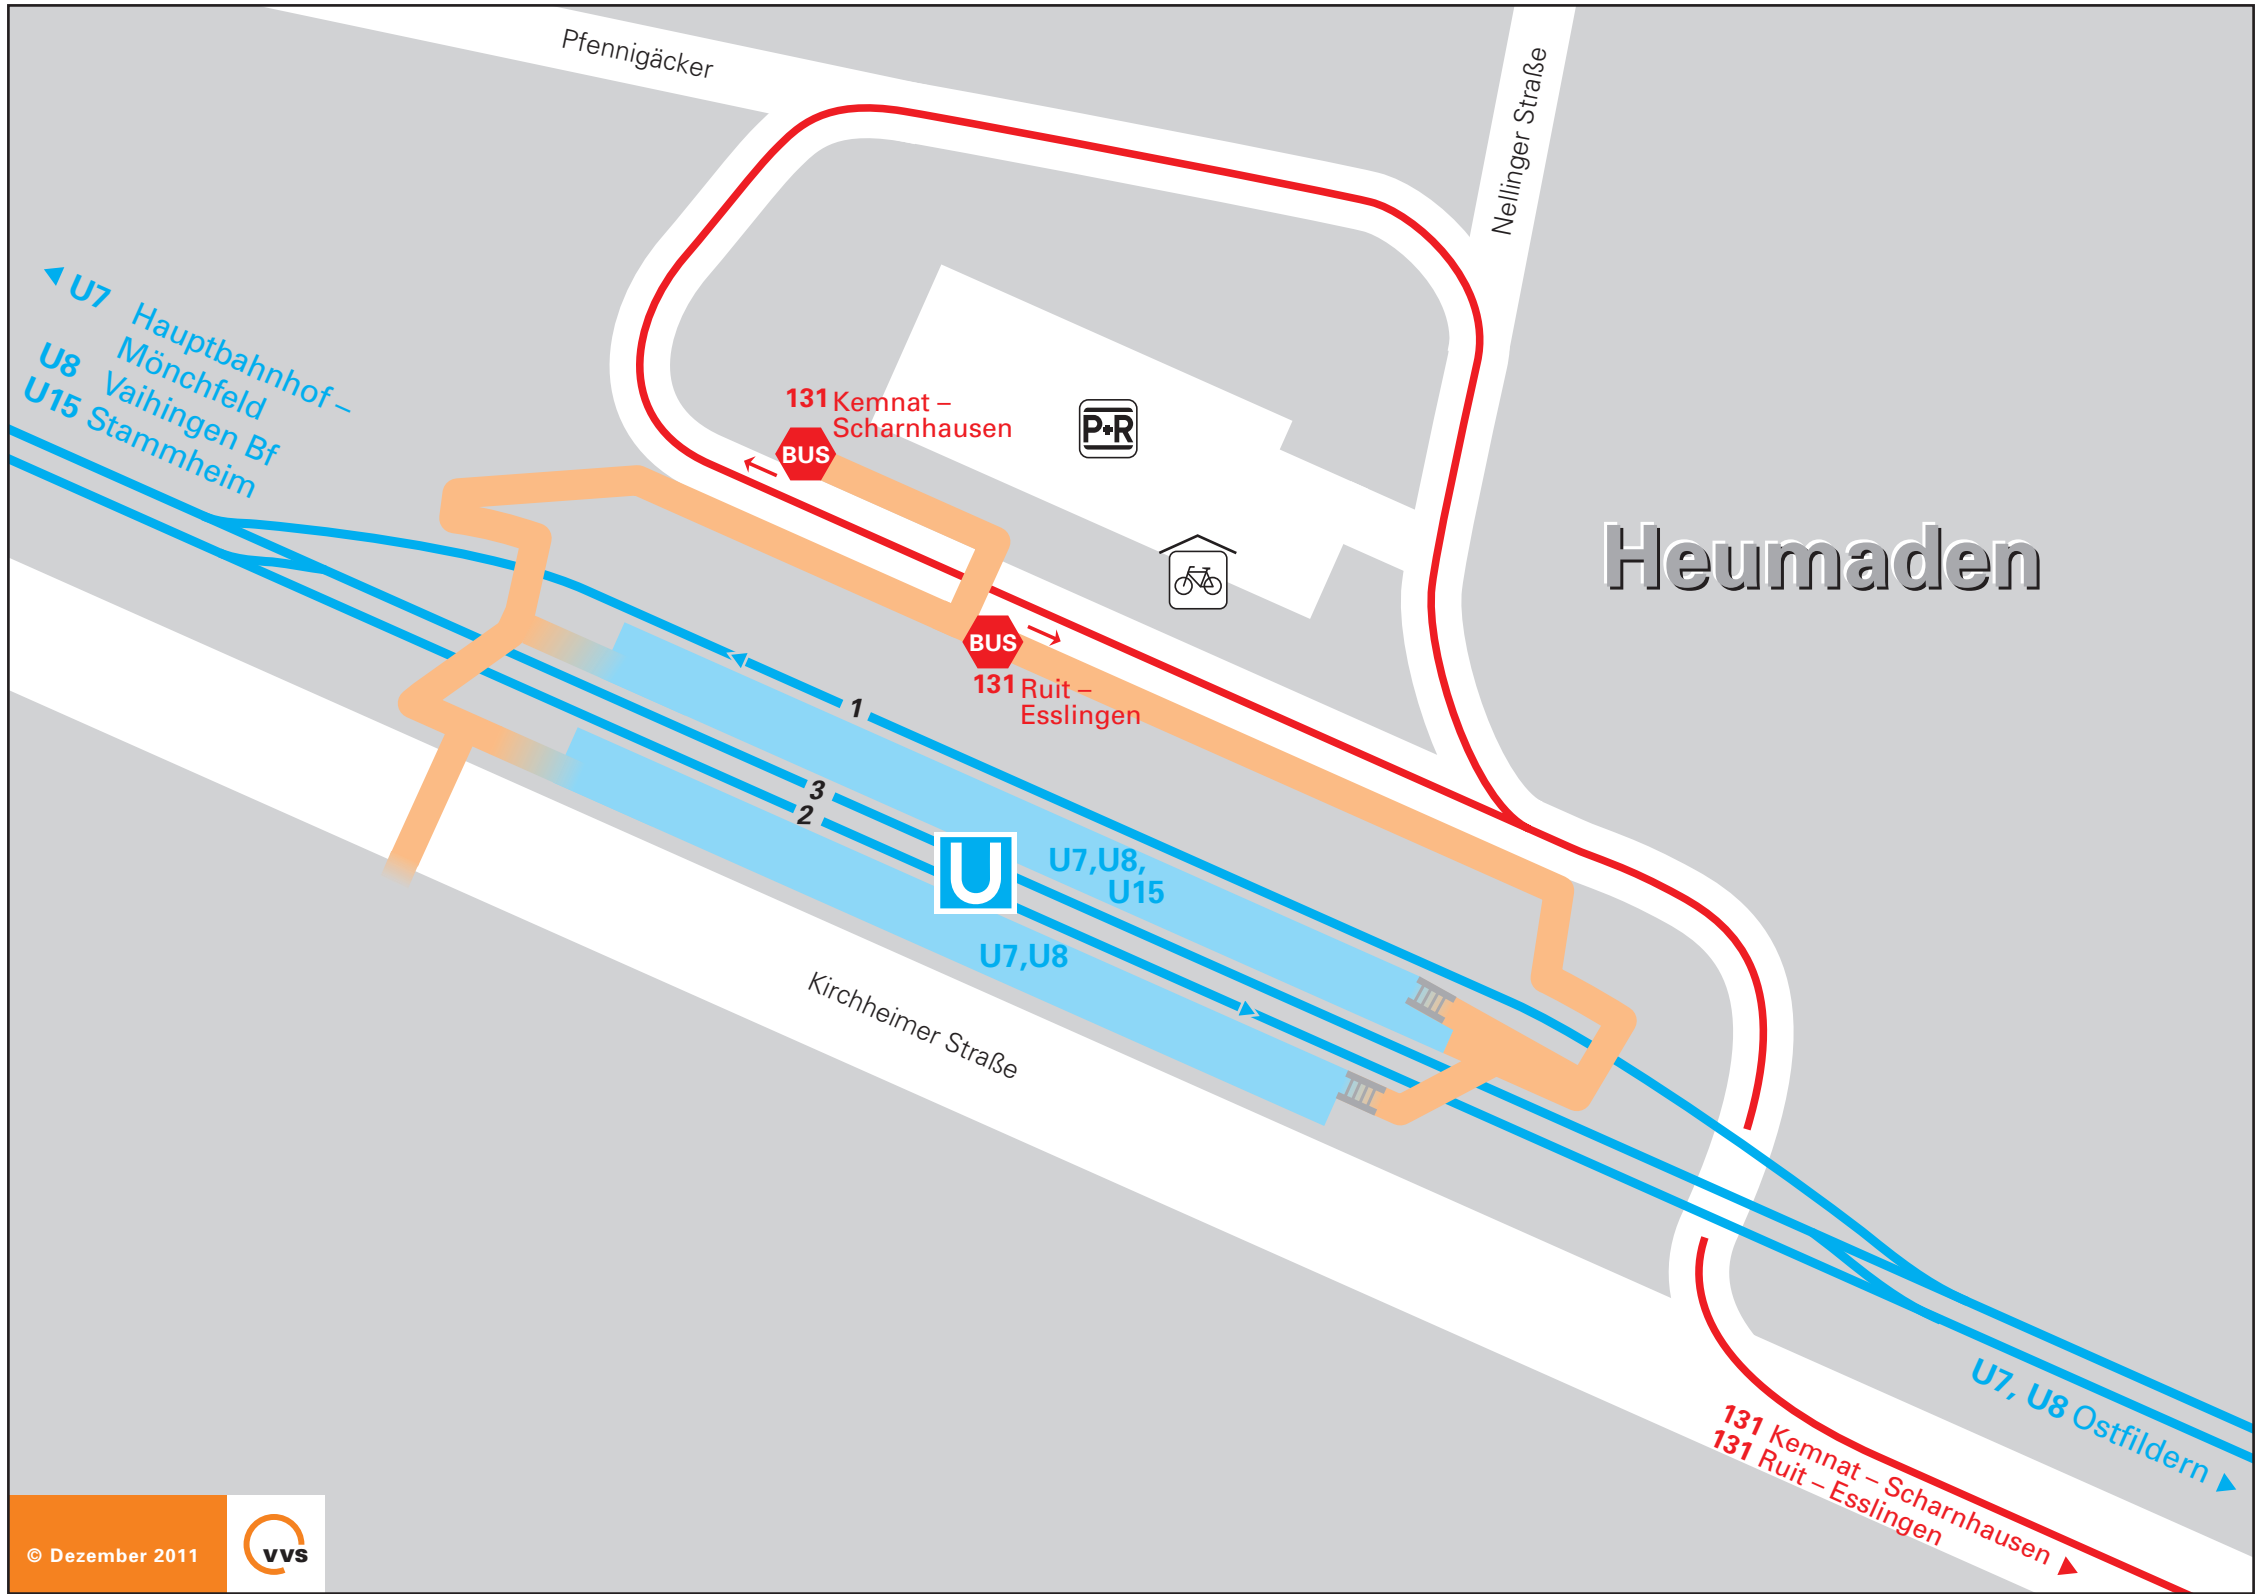 Pfennigäcker
Nellinger Straße
U7 Hauptbahnhof –
Mönchfeld
U8 Vaihingen Bf
U15 Stammheim
131 Kemnat –
Scharnhausen
BUS
P+R
Heumaden
BUS
131 Ruit –
Esslingen
1
3
2
U
U7,U8,
U15
U7,U8
Kirchheimer Straße
U7, U8 Ostfildern
131 Kemnat – Scharnhausen
131 Ruit – Esslingen
© Dezember 2011
vvs